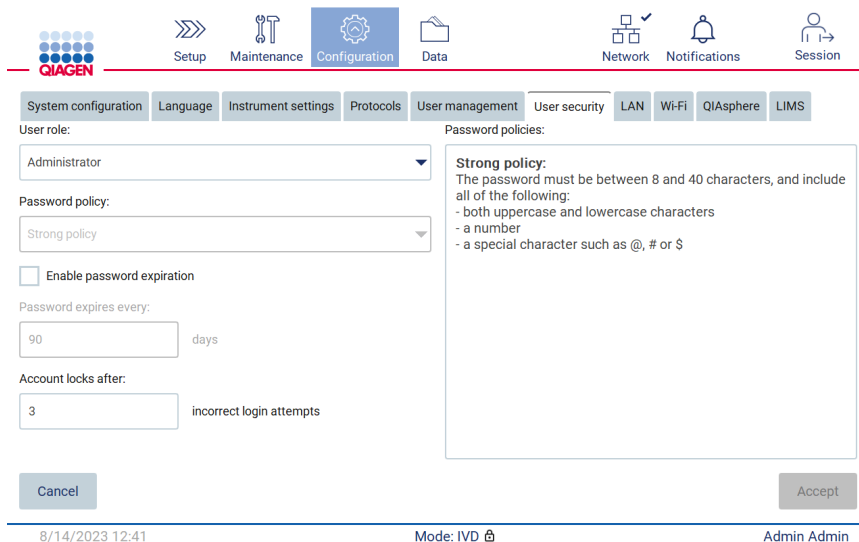 QIAGEN
Setup
Maintenance
Configuration
Data
Network
Notifications
Session
System configuration
Language
Instrument settings
Protocols
User management
User security
LAN
Wi-Fi
QIAsphere
LIMS
User role:
Administrator
Password policy:
Strong policy
Enable password expiration
Password expires every:
90
days
Account locks after:
3
incorrect login attempts
Password policies:
Strong policy:
The password must be between 8 and 40 characters, and include
all of the following:
- both uppercase and lowercase characters
- a number
- a special character such as @, # or $
Cancel
Accept
8/14/2023 12:41
Mode: IVD
Admin Admin